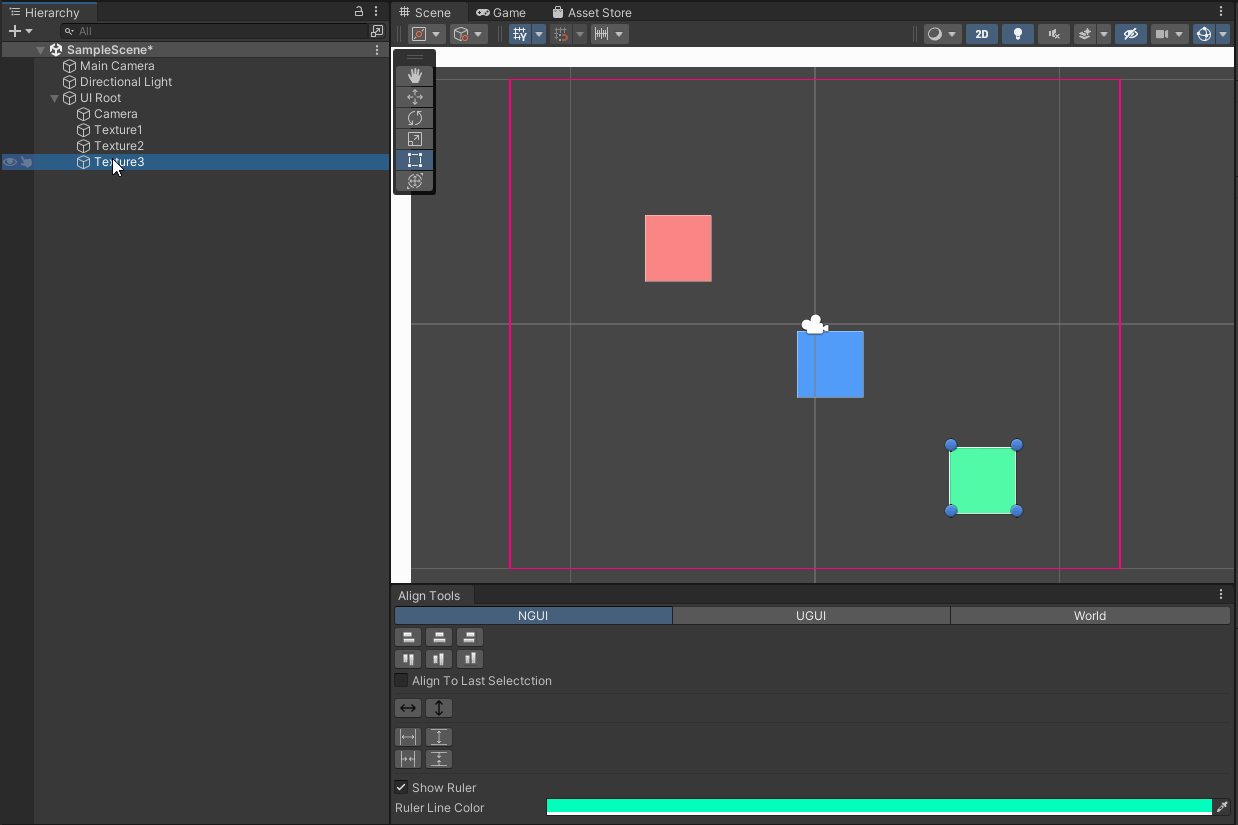 Hierarchy
All
SampleScene*
Main Camera
Directional Light
UI Root
Camera
Texture1
Texture2
Texture3
Scene
Game
Asset Store
2D
Align Tools
NGUI
UGUI
World
Align To Last Selectction
Show Ruler
Ruler Line Color